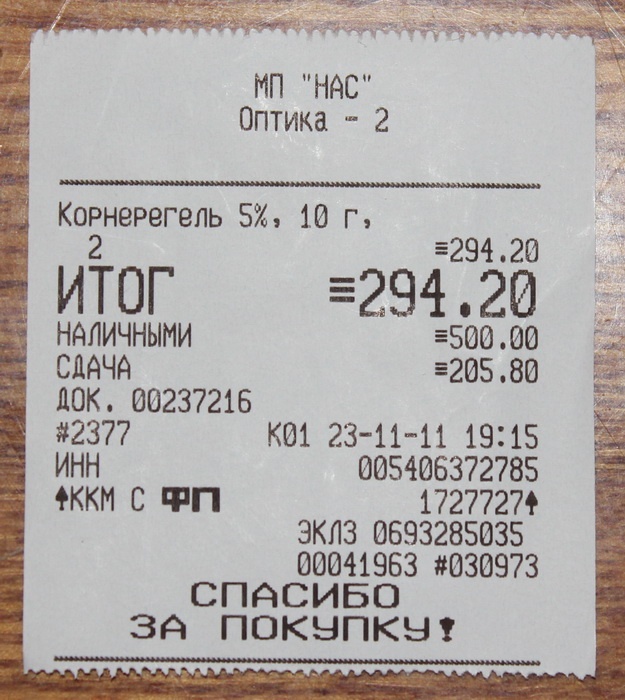 МП "НАС"
Оптика - 2
Корнерегель 5%, 10 г,
2 ≡294.20
ИТОГ ≡294.20
НАЛИЧНЫМИ ≡500.00
СДАЧА ≡205.80
ДОК. 00237216
#2377 К01 23-11-11 19:15
ИНН 005406372785
♠ККМ С ФП 1727727♠
ЭКЛЗ 0693285035
00041963 #030973
СПАСИБО
ЗА ПОКУПКУ!